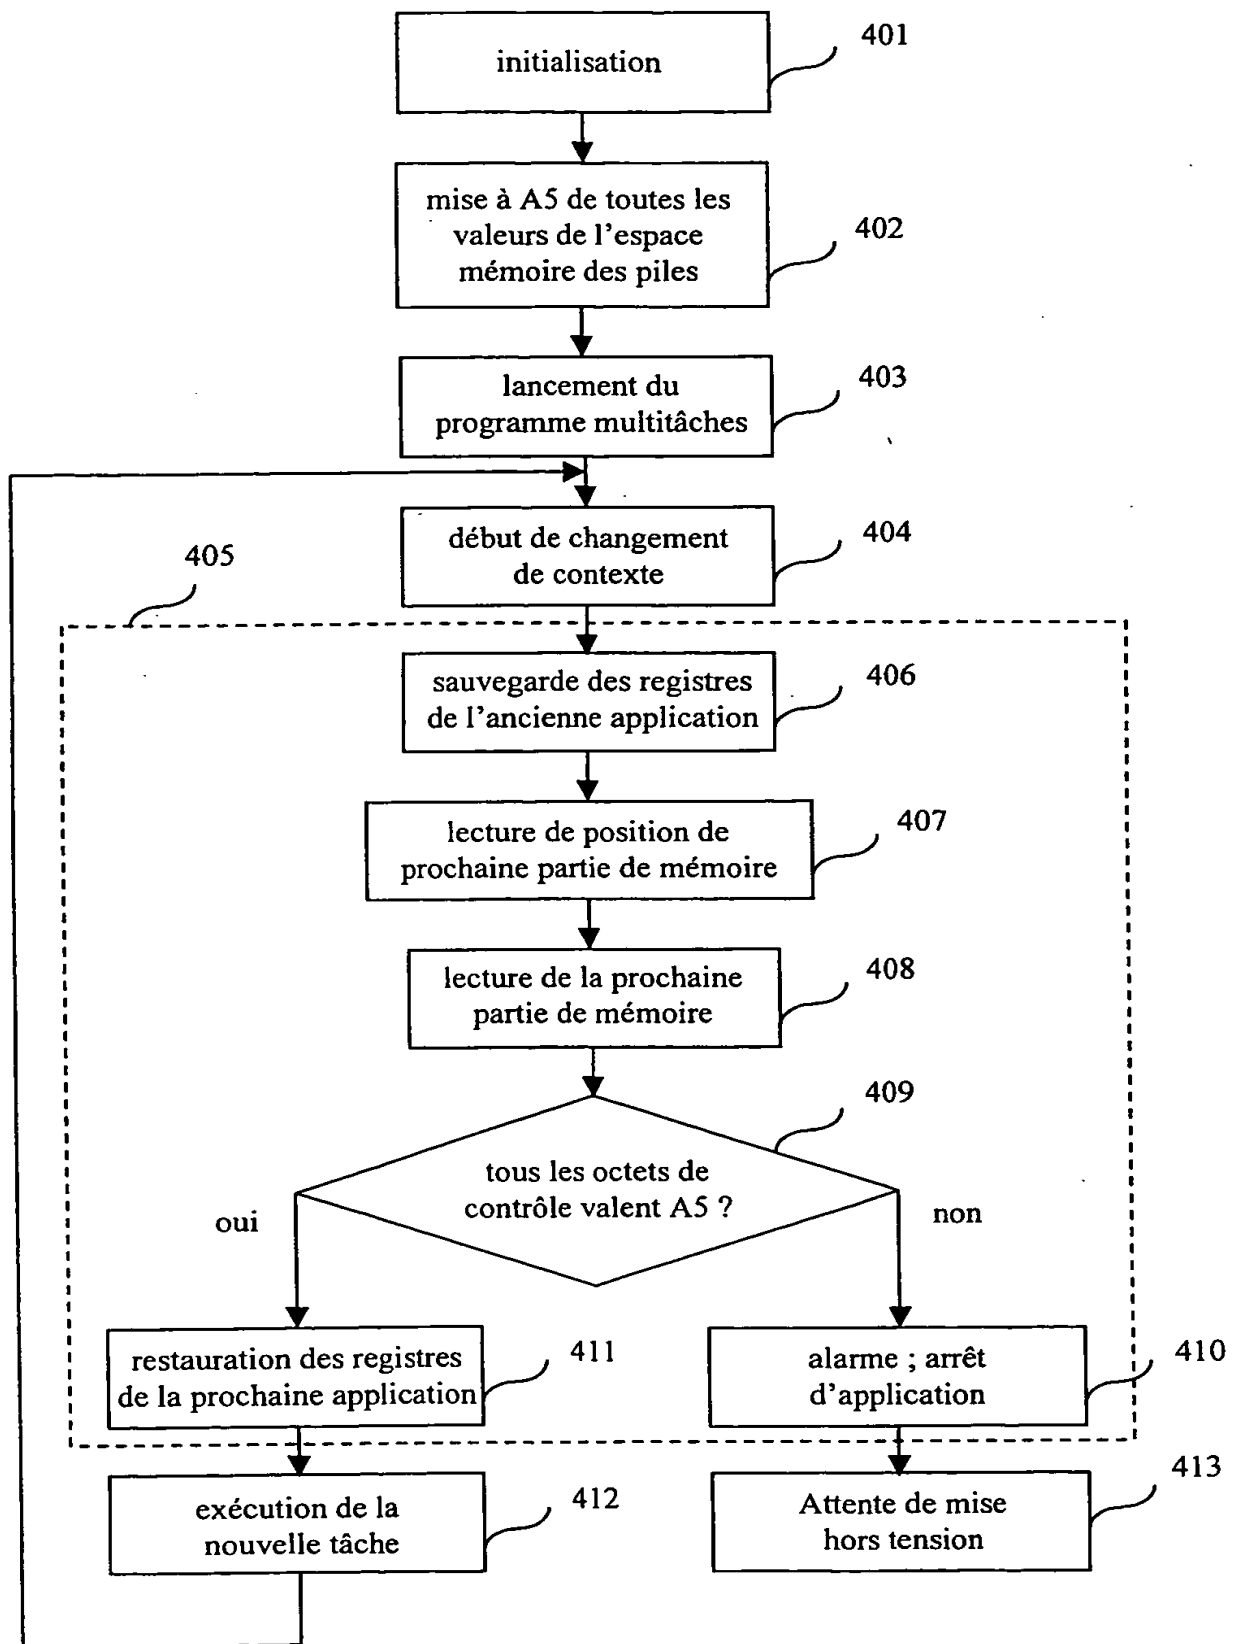 initialisation
401
mise à A5 de toutes les
valeurs de l'espace
mémoire des piles
402
lancement du
programme multitâches
403
début de changement
de contexte
404
405
sauvegarde des registres
de l'ancienne application
406
lecture de position de
prochaine partie de mémoire
407
lecture de la prochaine
partie de mémoire
408
409
tous les octets de
contrôle valent A5 ?
oui
non
restauration des registres
de la prochaine application
411
alarme ; arrêt
d'application
410
exécution de la
nouvelle tâche
412
Attente de mise
hors tension
413